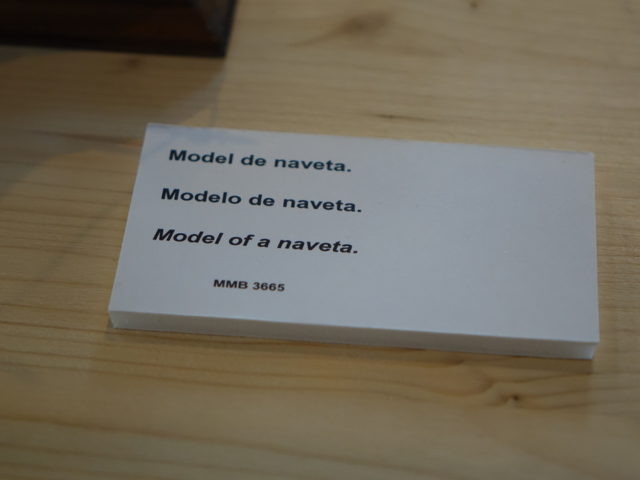 Model de naveta.
Modelo de naveta.
Model of a naveta.
MMB 3665